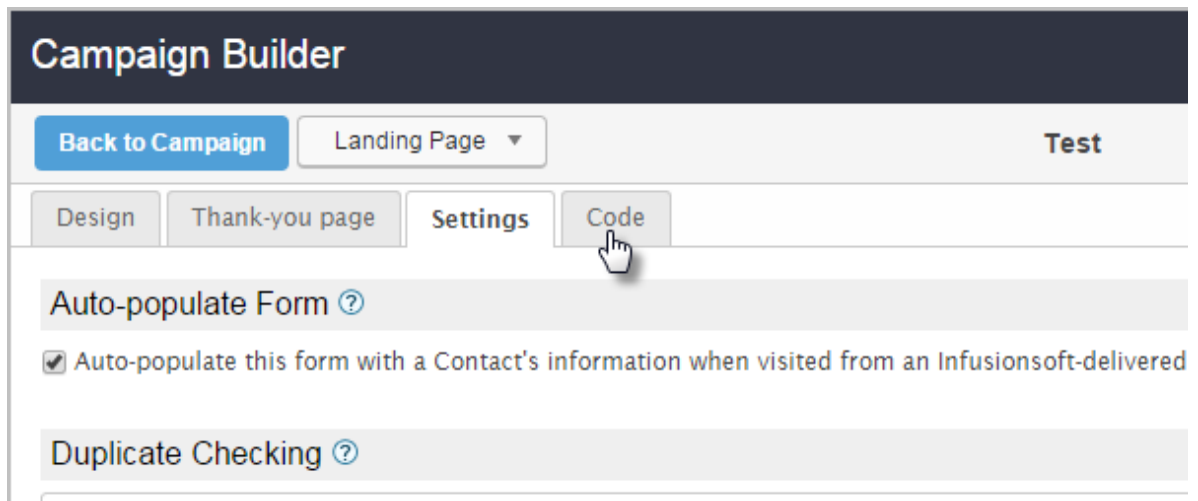 Campaign Builder
Back to Campaign Landing Page Test
Design Thank-you page Settings Code
Auto-populate Form ?
Auto-populate this form with a Contact's information when visited from an Infusionsoft-delivered
Duplicate Checking ?